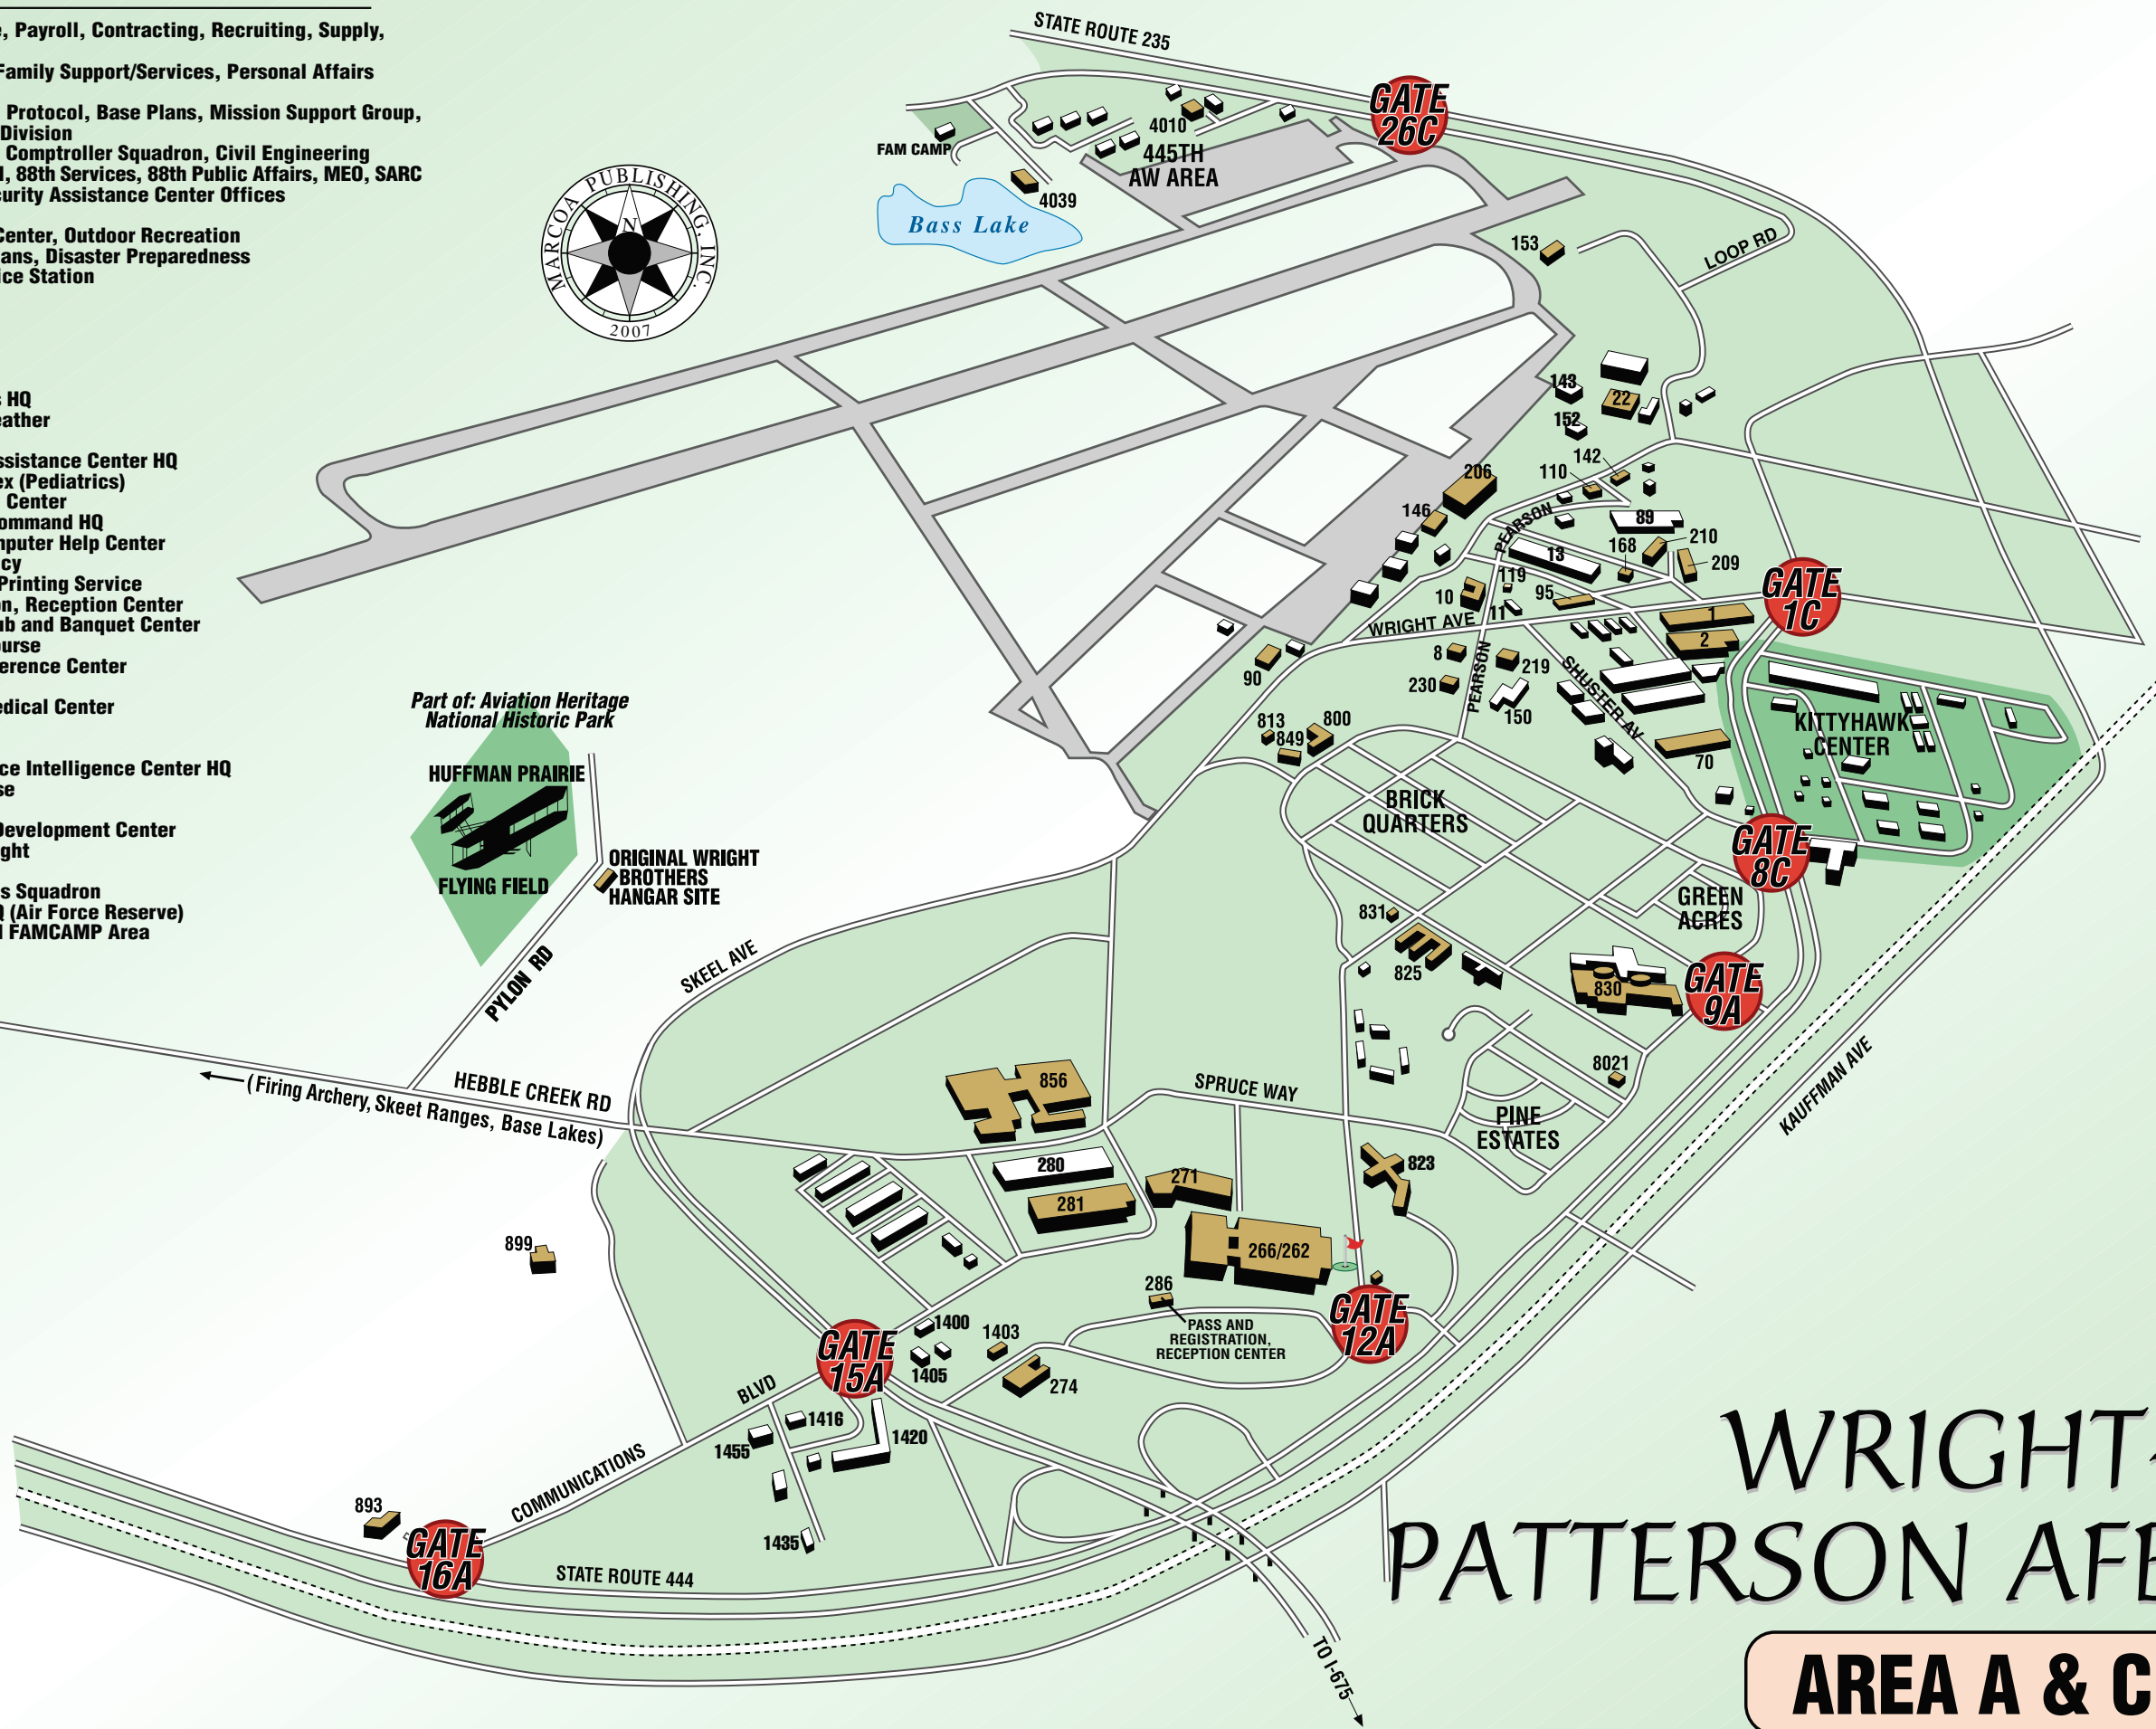 , Payroll, Contracting, Recruiting, Supply,
Family Support/Services, Personal Affairs
Protocol, Base Plans, Mission Support Group,
Division
Comptroller Squadron, Civil Engineering
, 88th Services, 88th Public Affairs, MEO, SARC
curity Assistance Center Offices
Center, Outdoor Recreation
ans, Disaster Preparedness
ice Station
HQ
eather
ssistance Center HQ
ex (Pediatrics)
Center
ommand HQ
mputer Help Center
cy
Printing Service
on, Reception Center
ub and Banquet Center
urse
erence Center
edical Center
ce Intelligence Center HQ
se
Development Center
ght
s Squadron
Q (Air Force Reserve)
FAMCAMP Area
MARCOA PUBLISHING, INC.
N
2007
STATE ROUTE 235
GATE
26C
4010
445TH
AW AREA
FAM CAMP
4039
Bass Lake
153
LOOP RD
143
22
152
142
110
206
146
PEARSON
89
13
168
210
209
119
10
11
95
WRIGHT AVE
1
2
GATE
1C
8
219
230
PEARSON
150
SHUSTER AV
90
813
849
800
70
KITTYHAWK
CENTER
BRICK
QUARTERS
GATE
8C
GREEN
ACRES
831
825
830
GATE
9A
8021
KAUFFMAN AVE
Part of: Aviation Heritage
National Historic Park
HUFFMAN PRAIRIE
FLYING FIELD
ORIGINAL WRIGHT
BROTHERS
HANGAR SITE
PYLON RD
SKEEL AVE
HEBBLE CREEK RD
(Firing Archery, Skeet Ranges, Base Lakes)
856
SPRUCE WAY
PINE
ESTATES
280
281
271
823
266/262
899
286
PASS AND
REGISTRATION,
RECEPTION CENTER
GATE
12A
GATE
15A
1400
1403
1405
274
COMMUNICATIONS BLVD
1416
1455
1420
1435
893
GATE
16A
STATE ROUTE 444
TO I-675
WRIGHT-
PATTERSON AFB
AREA A & C